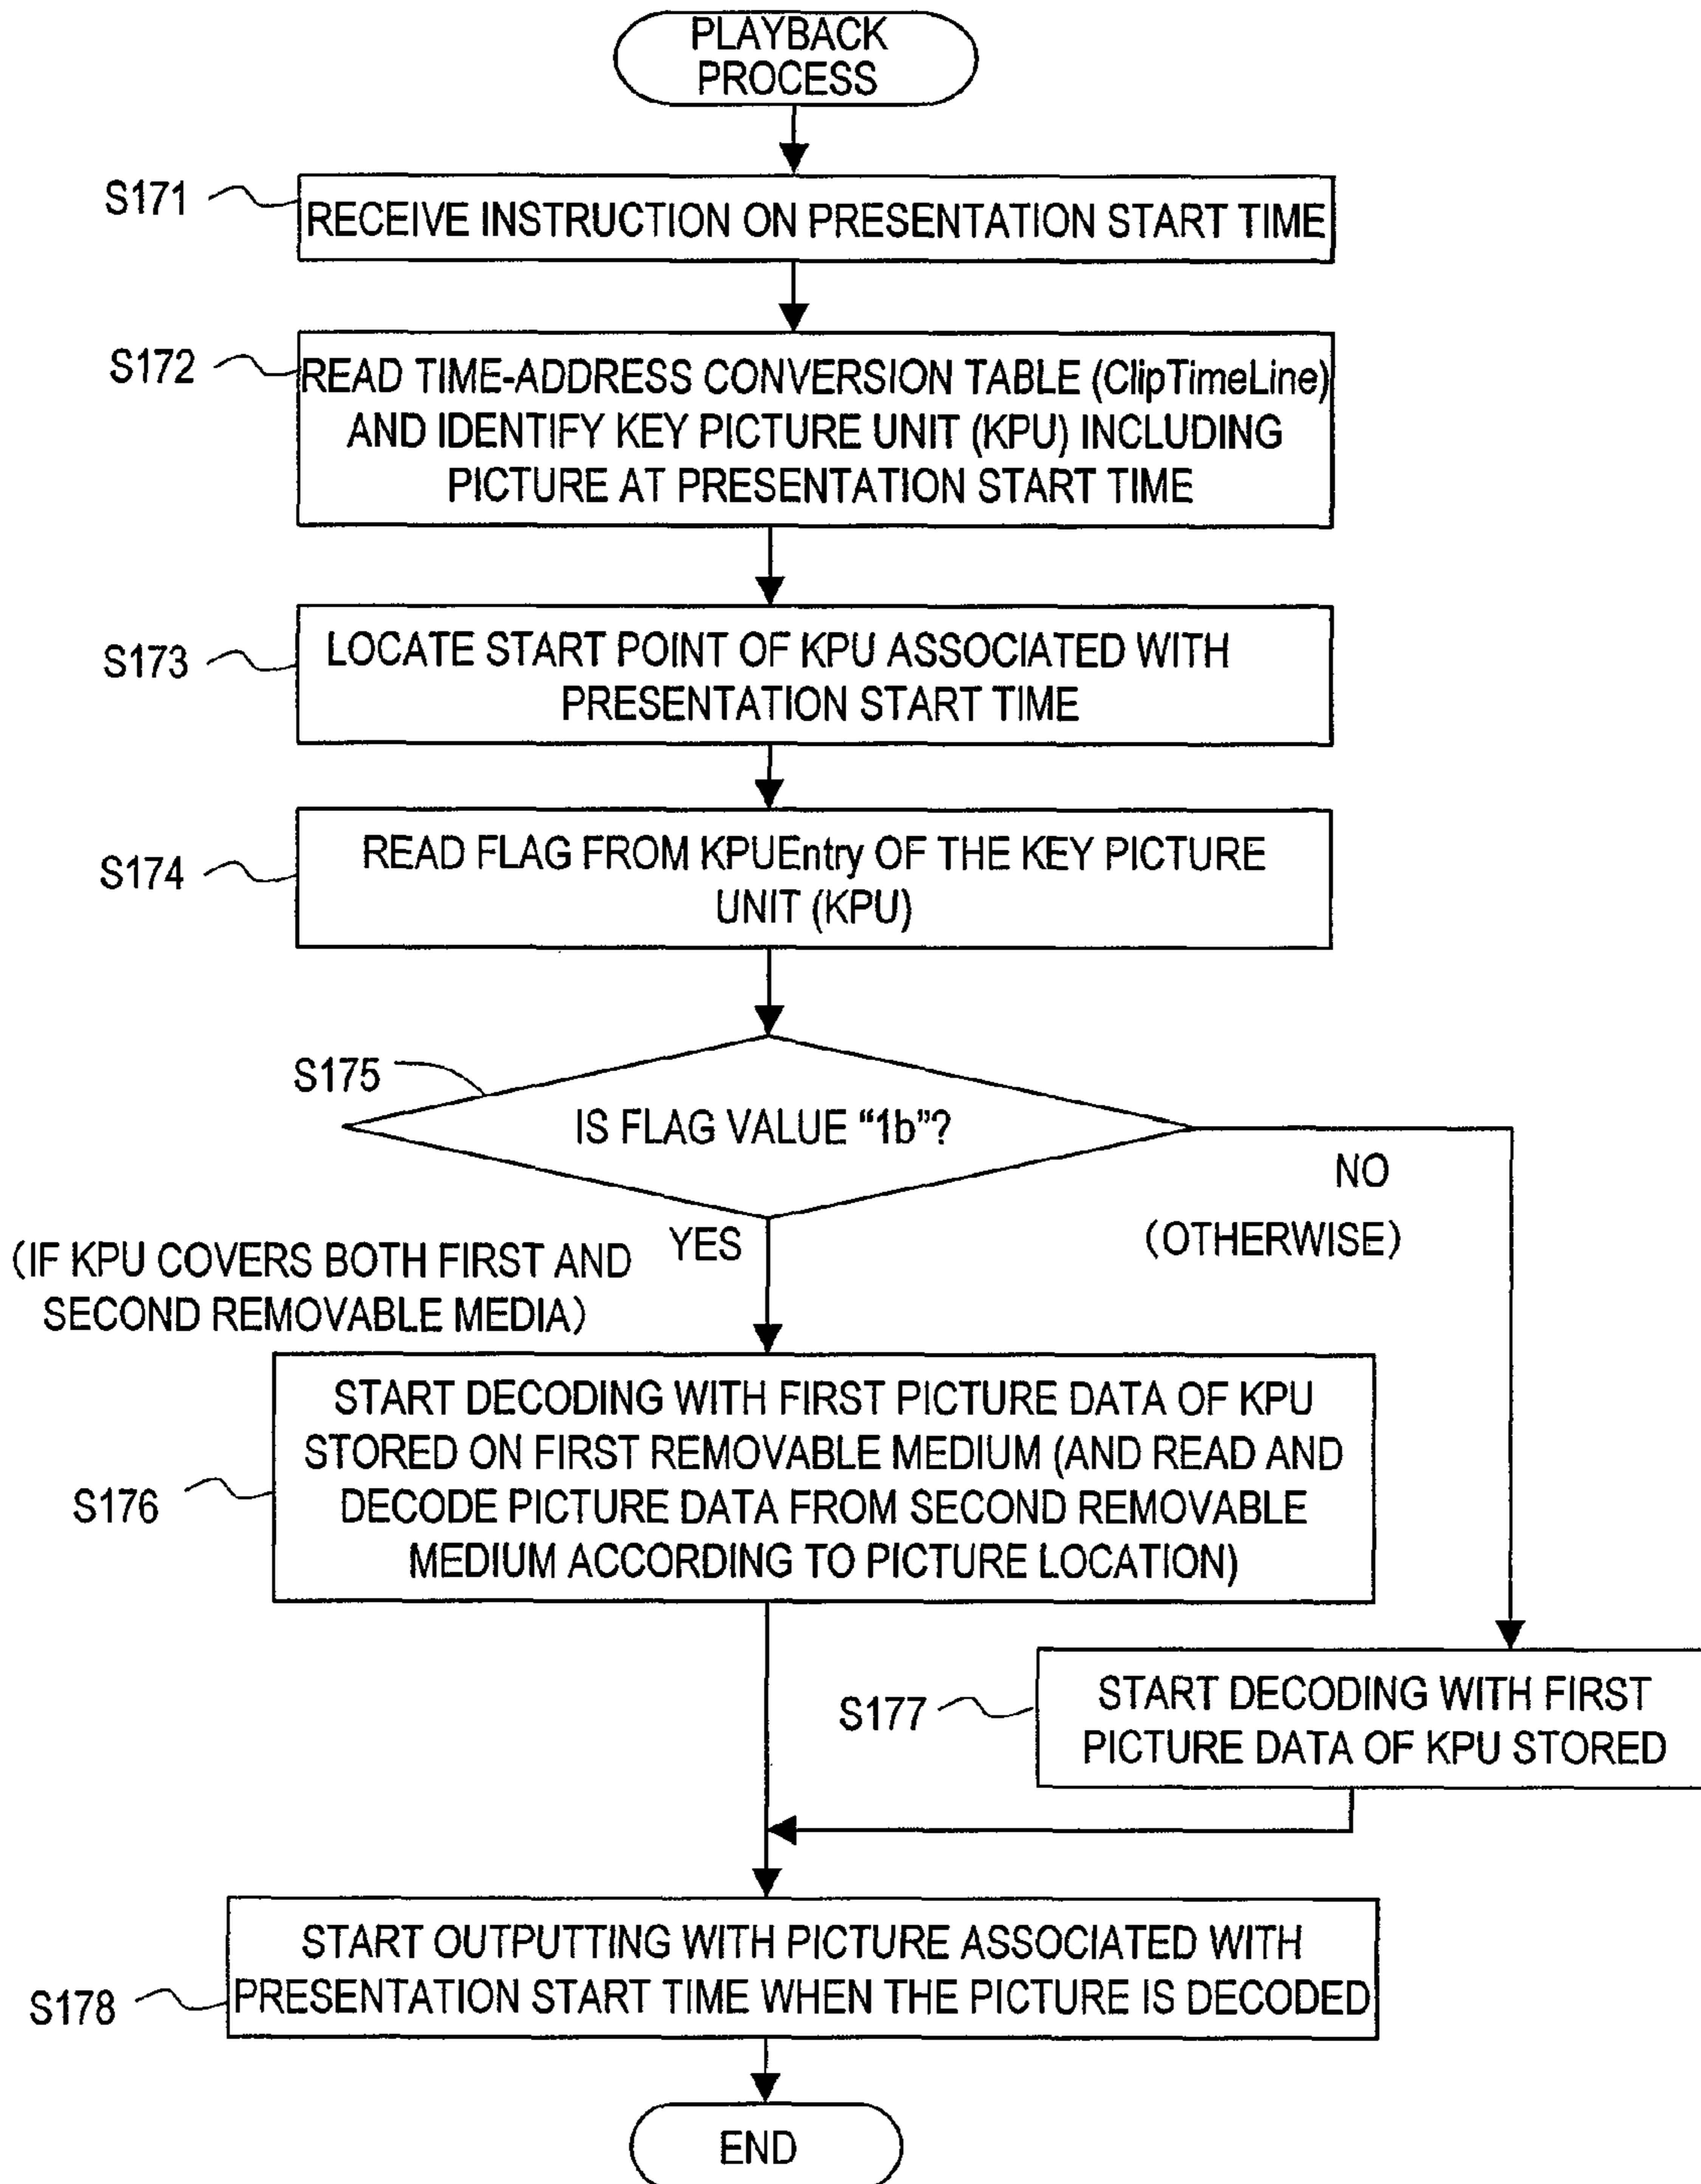 PLAYBACK
PROCESS
S171
RECEIVE INSTRUCTION ON PRESENTATION START TIME
S172
READ TIME-ADDRESS CONVERSION TABLE (ClipTimeLine)
AND IDENTIFY KEY PICTURE UNIT (KPU) INCLUDING
PICTURE AT PRESENTATION START TIME
S173
LOCATE START POINT OF KPU ASSOCIATED WITH
PRESENTATION START TIME
S174
READ FLAG FROM KPUEntry OF THE KEY PICTURE
UNIT (KPU)
S175
IS FLAG VALUE “1b”?
NO
(OTHERWISE)
YES
(IF KPU COVERS BOTH FIRST AND
SECOND REMOVABLE MEDIA)
S176
START DECODING WITH FIRST PICTURE DATA OF KPU
STORED ON FIRST REMOVABLE MEDIUM (AND READ AND
DECODE PICTURE DATA FROM SECOND REMOVABLE
MEDIUM ACCORDING TO PICTURE LOCATION)
S177
START DECODING WITH FIRST
PICTURE DATA OF KPU STORED
S178
START OUTPUTTING WITH PICTURE ASSOCIATED WITH
PRESENTATION START TIME WHEN THE PICTURE IS DECODED
END